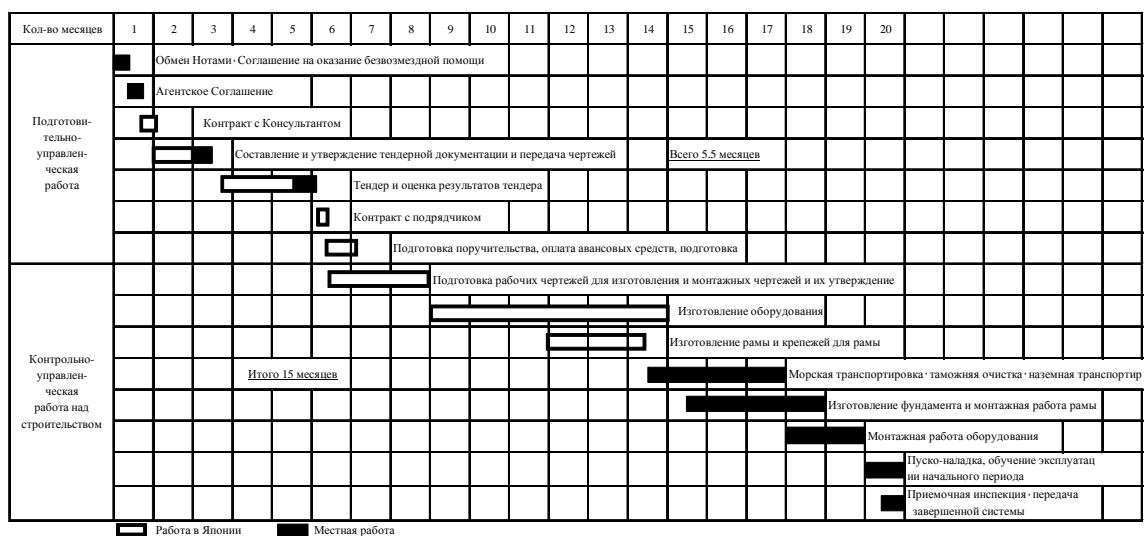 Кол-во месяцев 1 2 3 4 5 6 7 8 9 10 11 12 13 14 15 16 17 18 19 20
Подготови-
тельно-
управлен-
ческая
работа
Обмен Нотами·Соглашение на оказание безвозмездной помощи
Агентское Соглашение
Контракт с Консультантом
Составление и утверждение тендерной документации и передача чертежей
Всего 5.5 месяцев
Тендер и оценка результатов тендера
Контракт с подрядчиком
Подготовка поручительства, оплата авансовых средств, подготовка
Контрольно-
управлен-
ческая
работа над
строительством
Подготовка рабочих чертежей для изготовления и монтажных чертежей и их утверждение
Изготовление оборудования
Изготовление рамы и крепежей для рамы
Итого 15 месяцев
Морская транспортировка·таможняя очистка·наземная транспортир
Изготовление фундамента и монтажная работа рамы
Монтажная работа оборудования
Пуско-наладка, обучение эксплуатац
ии начального периода
Приемочная инспекция·передача
завершенной системы
Работа в Японии
Местная работа